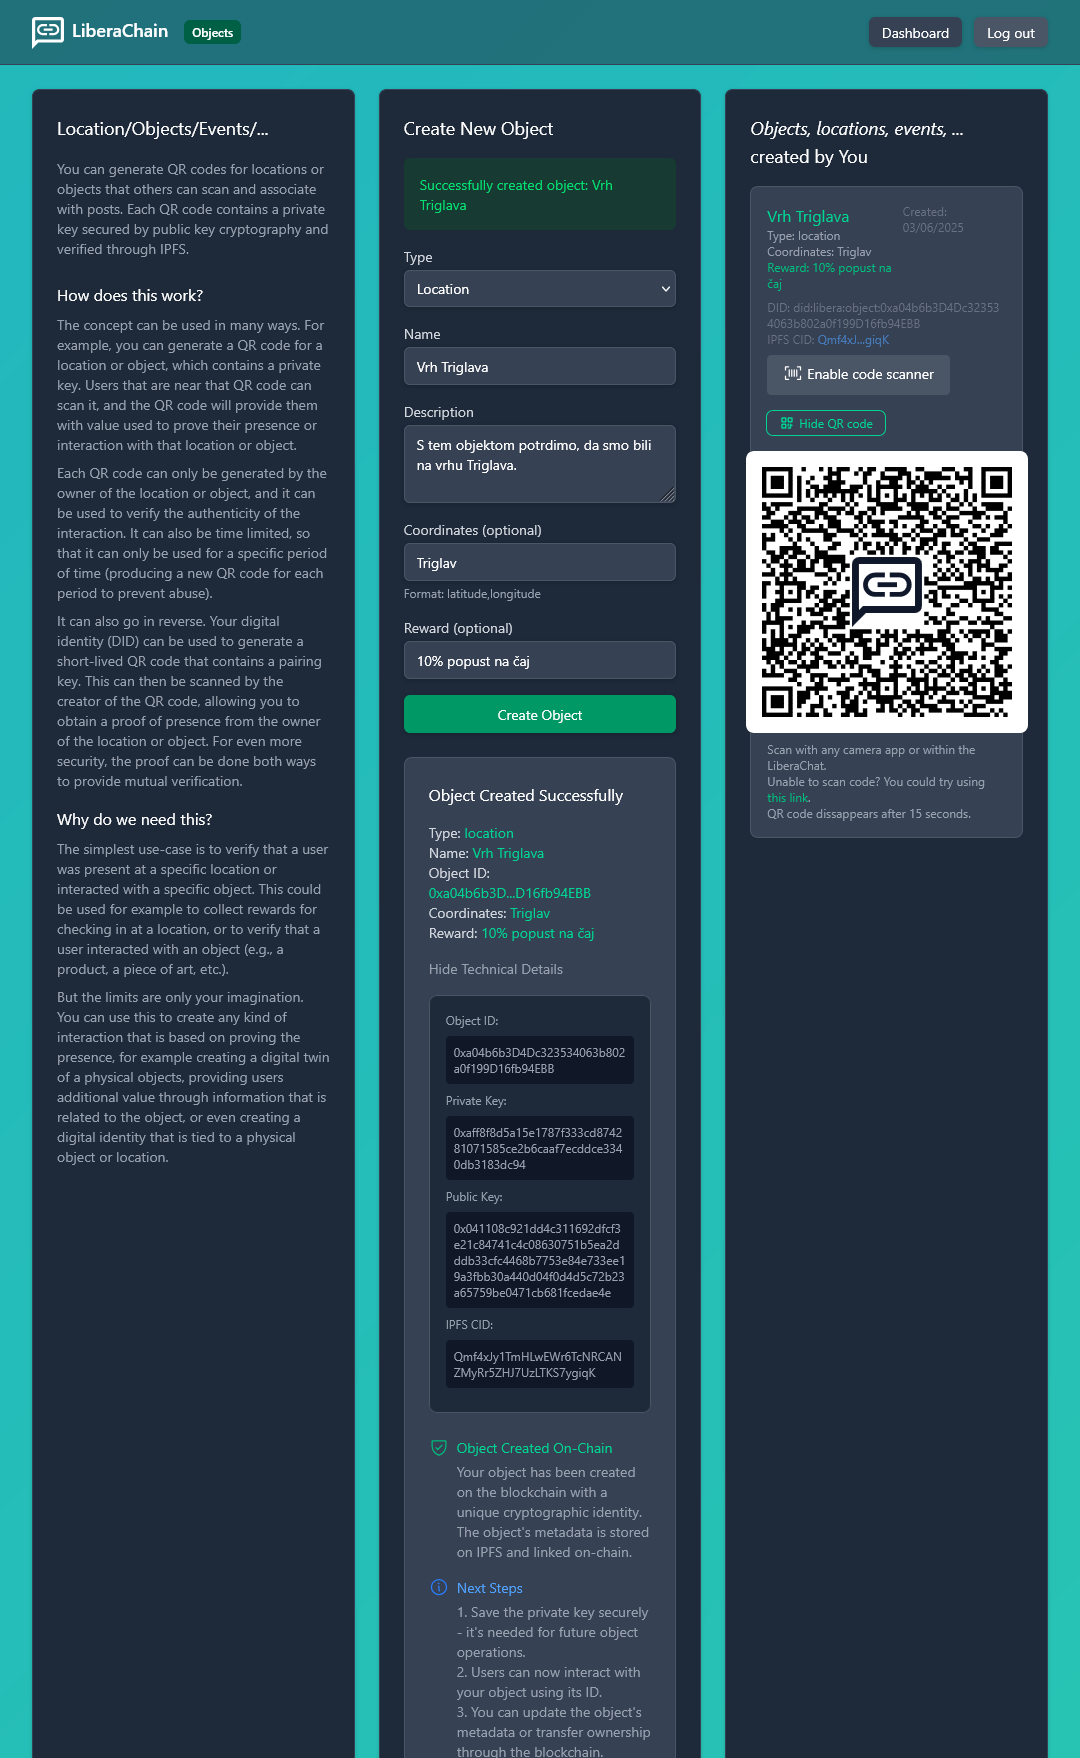 LiberaChain
Objects
Dashboard
Log out
Location/Objects/Events/...
You can generate QR codes for locations or
objects that others can scan and associate
with posts. Each QR code contains a private
key secured by public key cryptography and
verified through IPFS.
How does this work?
The concept can be used in many ways. For
example, you can generate a QR code for a
location or object, which contains a private
key. Users that are near that QR code can
scan it, and the QR code will provide them
with value used to prove their presence or
interaction with that location or object.
Each QR code can only be generated by the
owner of the location or object, and it can
be used to verify the authenticity of the
interaction. It can also be time limited, so
that it can only be used for a specific period
of time (producing a new QR code for each
period to prevent abuse).
It can also go in reverse. Your digital
identity (DID) can be used to generate a
short-lived QR code that contains a pairing
key. This can then be scanned by the
creator of the QR code, allowing you to
obtain a proof of presence from the owner
of the location or object. For even more
security, the proof can be done both ways
to provide mutual verification.
Why do we need this?
The simplest use-case is to verify that a user
was present at a specific location or
interacted with a specific object. This could
be used for example to collect rewards for
checking in at a location, or to verify that a
user interacted with an object (e.g., a
product, a piece of art, etc.).
But the limits are only your imagination.
You can use this to create any kind of
interaction that is based on proving the
presence, for example creating a digital twin
of a physical objects, providing users
additional value through information that is
related to the object, or even creating a
digital identity that is tied to a physical
object or location.
Create New Object
Successfully created object: Vrh
Triglava
Type
Location
Name
Vrh Triglava
Description
S tem objektom potrdimo, da smo bili
na vrhu Triglava.
Coordinates (optional)
Triglav
Format: latitude,longitude
Reward (optional)
10% popust na čaj
Create Object
Object Created Successfully
Type: location
Name: Vrh Triglava
Object ID:
0xa04b6b3D...D16fb94EBB
Coordinates: Triglav
Reward: 10% popust na čaj
Hide Technical Details
Object ID:
0xa04b6b3D4Dc323534063b802
a0f199D16fb94EBB
Private Key:
0xaff8f8d5a15e1787f333cd8742
81071585ce2b6caaf7ecddce334
0db3183dc94
Public Key:
0x041108c921dd4c311692dfcf3
e21c84741c4c08630751b5ea2d
ddb33cfc4468b7753e84e733ee1
9a3fbb30a440d04f0d4d5c72b23
a65759be0471cb681fcedae4e
IPFS CID:
Qmf4xJy1TmHLwEWr6TcNRCAN
ZMyRr5ZHJ7UzLTKS7ygiqK
Object Created On-Chain
Your object has been created
on the blockchain with a
unique cryptographic identity.
The object's metadata is stored
on IPFS and linked on-chain.
Next Steps
1. Save the private key securely
- it's needed for future object
operations.
2. Users can now interact with
your object using its ID.
3. You can update the object's
metadata or transfer ownership
through the blockchain.
Objects, locations, events, ...
created by You
Vrh Triglava
Created:
03/06/2025
Type: location
Coordinates: Triglav
Reward: 10% popust na
čaj
DID: did:libera:object:0xa04b6b3D4Dc32353
4063b802a0f199D16fb94EBB
IPFS CID: Qmf4xJ...giqK
Enable code scanner
Hide QR code
Scan with any camera app or within the
LiberaChat.
Unable to scan code? You could try using
this link.
QR code dissappears after 15 seconds.